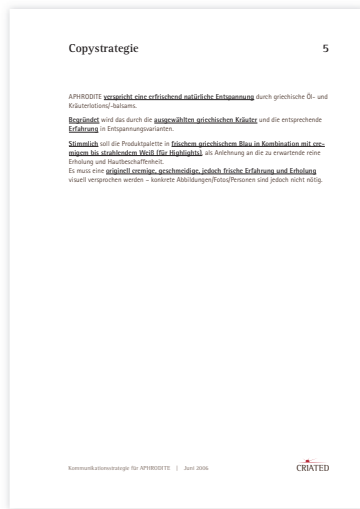 Copystrategie 5
APHRODITE verspricht eine erfrischend natürliche Entspannung durch griechische Öl- und
Kräuterlotions/-balsams.
Begründet wird das durch die ausgewählten griechischen Kräuter und die entsprechende
Erfahrung in Entspannungsvarianten.
Stimmlich soll die Produktpalette in frischem griechischem Blau in Kombination mit cre-
migem bis strahlendem Weiß (für Highlights), als Anlehnung an die zu erwartende reine
Erholung und Hautbeschaffenheit.
Es muss eine originell cremige, geschmeidige, jedoch frische Erfahrung und Erholung
visuell versprochen werden – konkrete Abbildungen/Fotos/Personen sind jedoch nicht nötig.
Kommunikationsstrategie für APHRODITE | Juni 2006
CRIATED